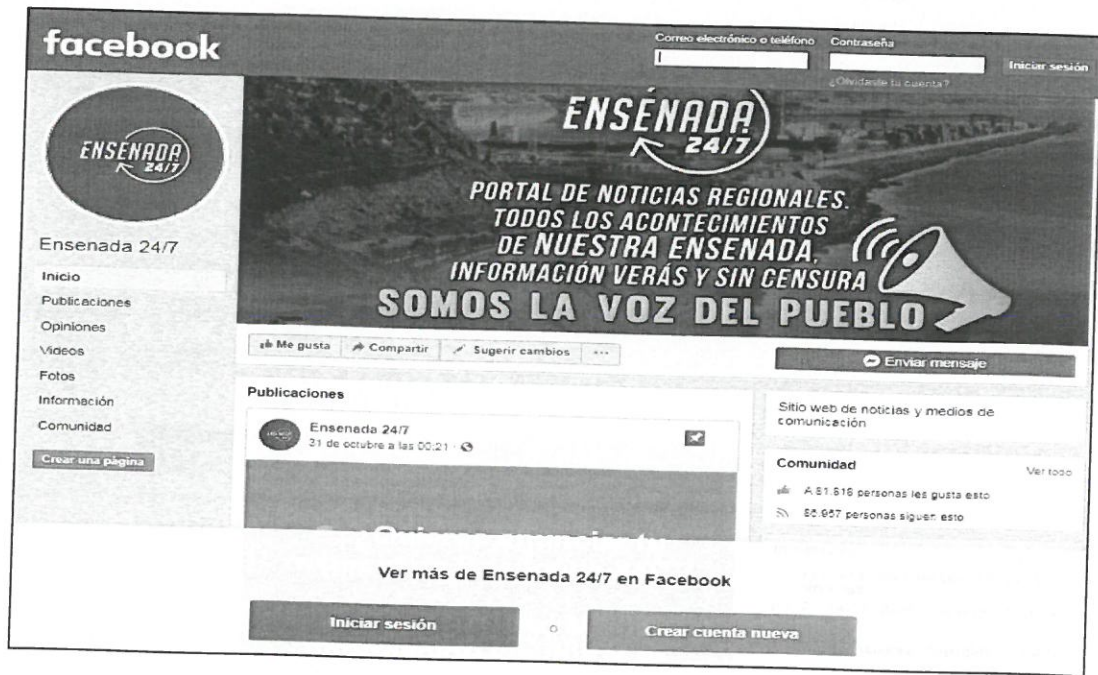 facebook
Correo electrónico o teléfono
Contraseña
Iniciar sesión
¿Olvidaste tu cuenta?
ENSENADA
24/7
Ensenada 24/7
Inicio
Publicaciones
Opiniones
Videos
Fotos
Información
Comunidad
Crear una página
ENSÉNADA
24/7
PORTAL DE NOTICIAS REGIONALES.
TODOS LOS ACONTECIMIENTOS
DE NUESTRA ENSENADA,
INFORMACIÓN VERÁS Y SIN CENSURA
SOMOS LA VOZ DEL PUEBLO
Me gusta
Compartir
Sugerir cambios
...
Enviar mensaje
Publicaciones
Ensenada 24/7
31 de octubre a las 00:21
Sitio web de noticias y medios de
comunicación
Comunidad
Ver todo
A personas les gusta esto
personas siguen esto
Ver más de Ensenada 24/7 en Facebook
Iniciar sesión
o
Crear cuenta nueva